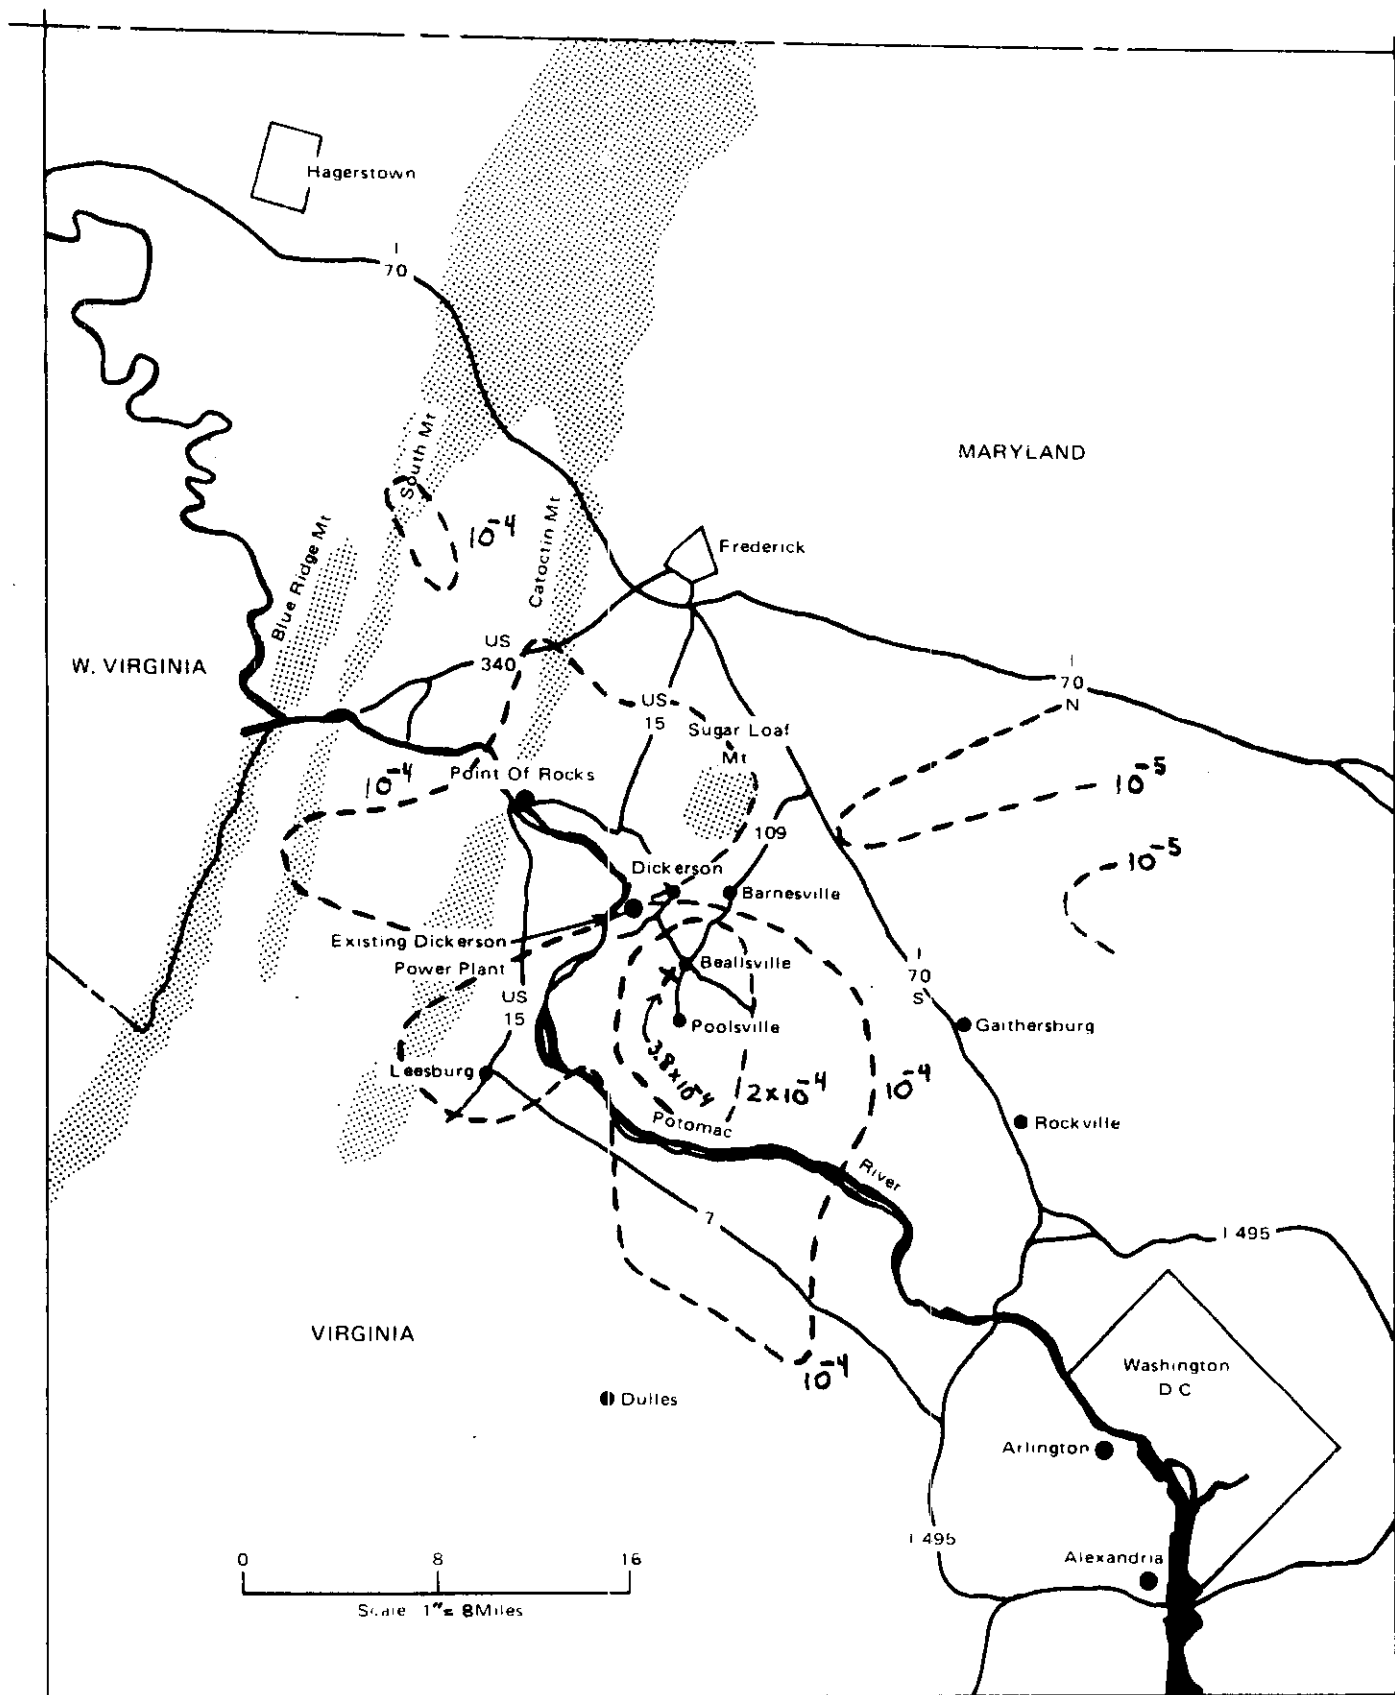 Hagerstown
I
70
MARYLAND
South Mt
10⁻⁴
Catoctin Mt
Frederick
Blue Ridge Mt
US
340
W. VIRGINIA
I
70
N
US
15
Sugar Loaf
Mt
10⁻⁴
Point Of Rocks
10⁻⁵
109
10⁻⁵
Dickerson
Barnesville
Existing Dickerson
Power Plant
Beallsville
I
70
S
US
15
Poolsville
Gaithersburg
3.8x10⁻⁴
Leesburg
2x10⁻⁴
10⁻⁴
Potomac
River
Rockville
7
I 495
VIRGINIA
10⁻⁴
Washington
D C
Dulles
Arlington
I 495
Alexandria
0 8 16
Scale 1"= 8Miles